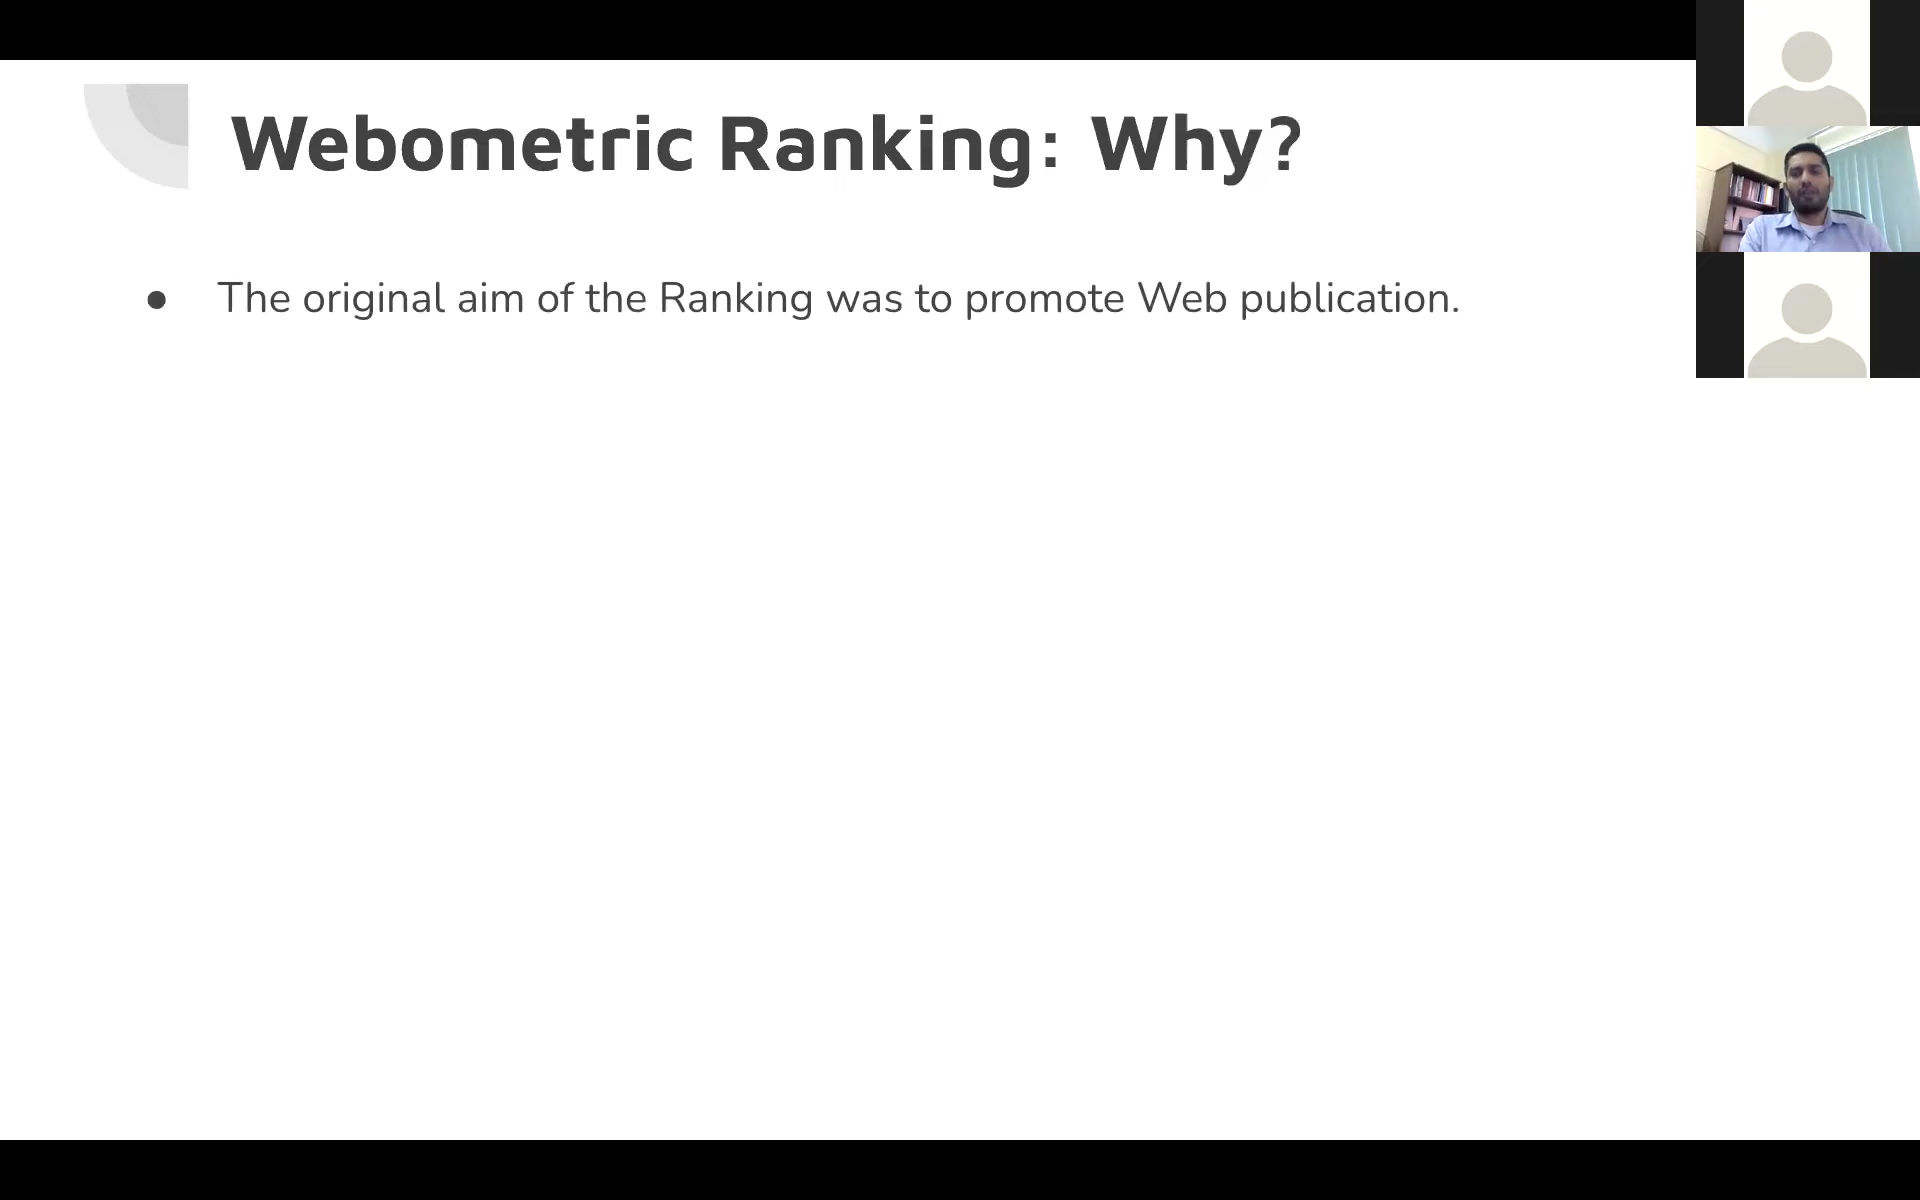 Webometric Ranking: Why?
● The original aim of the Ranking was to promote Web publication.